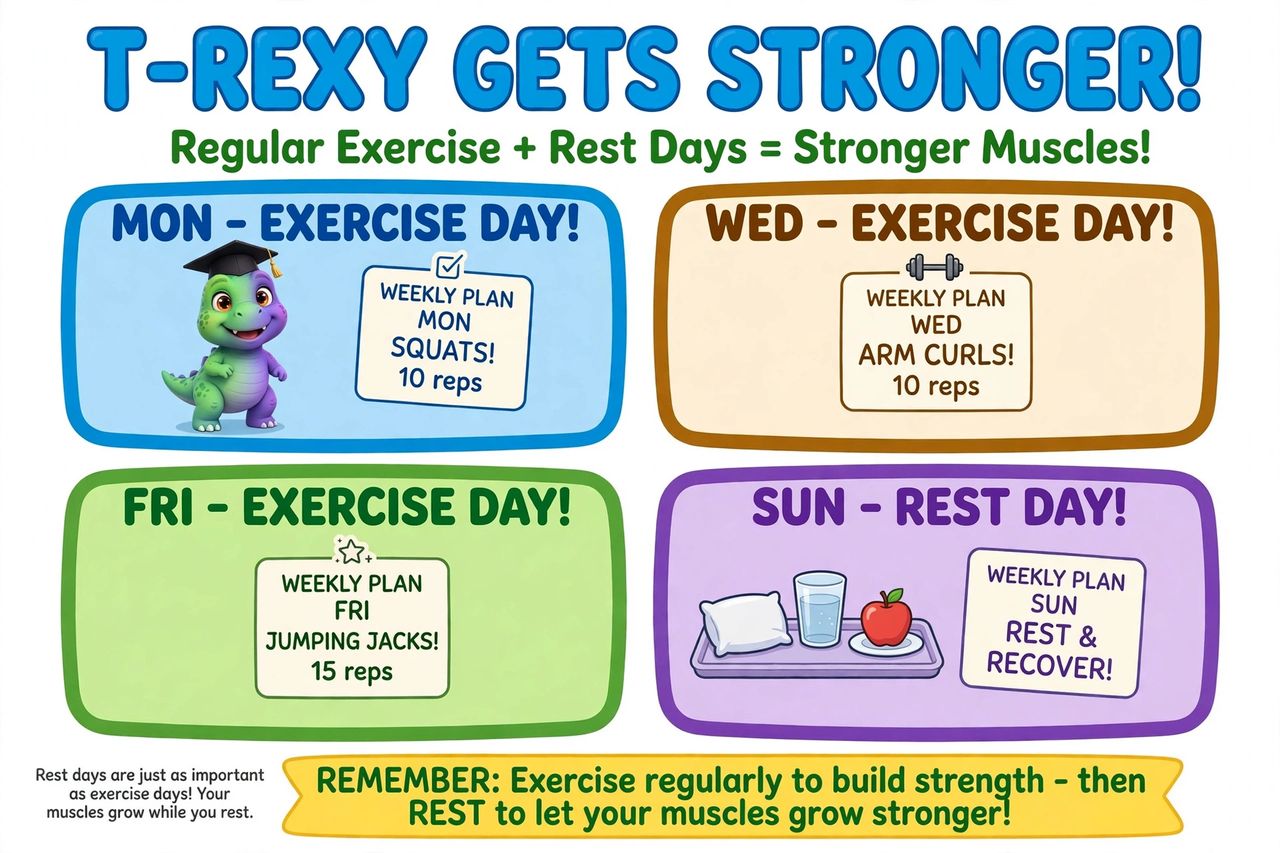 T-REXY GETS STRONGER!
Regular Exercise + Rest Days = Stronger Muscles!
MON - EXERCISE DAY!
WEEKLY PLAN
MON
SQUATS!
10 reps
WED - EXERCISE DAY!
WEEKLY PLAN
WED
ARM CURLS!
10 reps
FRI - EXERCISE DAY!
WEEKLY PLAN
FRI
JUMPING JACKS!
15 reps
SUN - REST DAY!
WEEKLY PLAN
SUN
REST &
RECOVER!
Rest days are just as important
as exercise days! Your
muscles grow while you rest.
REMEMBER: Exercise regularly to build strength - then
REST to let your muscles grow stronger!